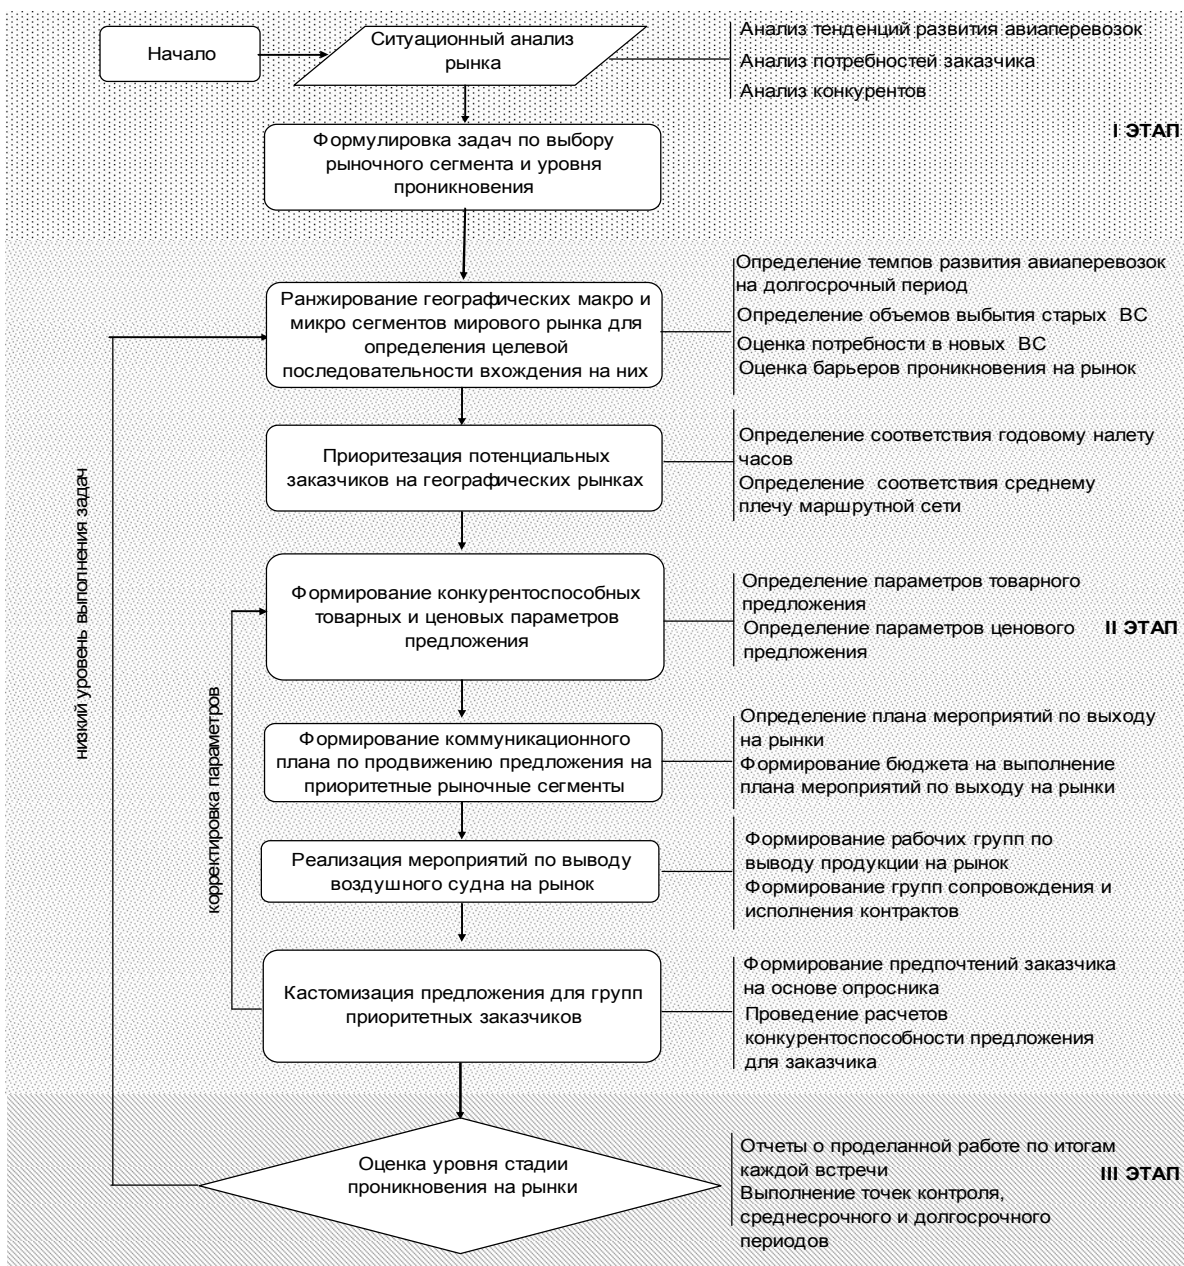 Начало
Ситуационный анализ
рынка
Анализ тенденций развития авиаперевозок
Анализ потребностей заказчика
Анализ конкурентов
I ЭТАП
Формулировка задач по выбору
рыночного сегмента и уровня
проникновения
Ранжирование географических макро и
микро сегментов мирового рынка для
определения целевой
последовательности вхождения на них
Определение темпов развития авиаперевозок
на долгосрочный период
Определение объемов выбытия старых ВС
Оценка потребности в новых ВС
Оценка барьеров проникновения на рынок
Приоритезация потенциальных
заказчиков на географических рынках
Определение соответствия годовому налету
часов
Определение соответствия среднему
плечу маршрутной сети
Формирование конкурентоспособных
товарных и ценовых параметров
предложения
Определение параметров товарного
предложения
Определение параметров ценового
предложения
II ЭТАП
Формирование коммуникационного
плана по продвижению предложения на
приоритетные рыночные сегменты
Определение плана мероприятий по выходу
на рынки
Формирование бюджета на выполнение
плана мероприятий по выходу на рынки
Реализация мероприятий по выводу
воздушного судна на рынок
Формирование рабочих групп по
выводу продукции на рынок
Формирование групп сопровождения и
исполнения контрактов
Кастомизация предложения для групп
приоритетных заказчиков
Формирование предпочтений заказчика
на основе опросника
Проведение расчетов
конкурентоспособности предложения
для заказчика
низкий уровень выполнения задач
корректировка параметров
Оценка уровня стадии
проникновения на рынки
Отчеты о проделанной работе по итогам
каждой встречи
Выполнение точек контроля,
среднесрочного и долгосрочного
периодов
III ЭТАП